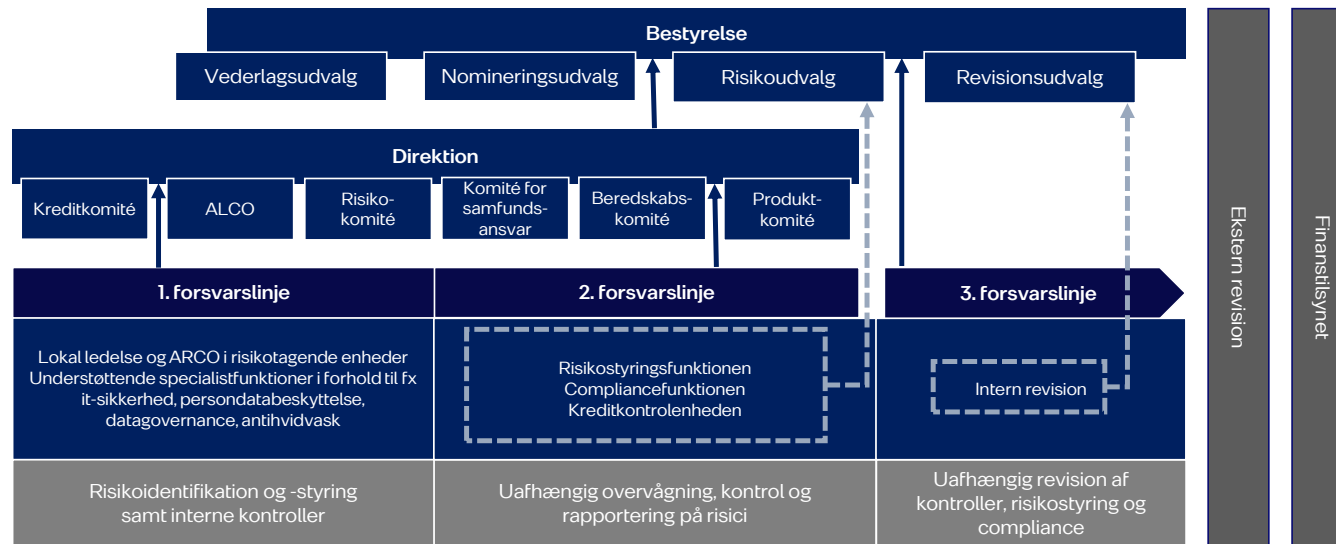 Bestyrelse
Vederlagsudvalg
Nomineringsudvalg
Risikoudvalg
Revisionsudvalg
Direktion
Kreditkomité
ALCO
Risiko-
komité
Komité for
samfunds-
ansvar
Beredskabs-
komité
Produkt-
komité
1. forsvarslinje
2. forsvarslinje
3. forsvarslinje
Lokal ledelse og ARCO i risikotagende enheder
Understøttende specialistfunktioner i forhold til fx
it-sikkerhed, persondatabeskyttelse,
datagovernance, antihvidvask
Risikostyringsfunktionen
Compliancefunktionen
Kreditkontrolenheden
Intern revision
Risikoidentifikation og -styring
samt interne kontroller
Uafhængig overvågning, kontrol og
rapportering på risici
Uafhængig revision af
kontroller, risikostyring og
compliance
Ekstern revision
Finanstilsynet